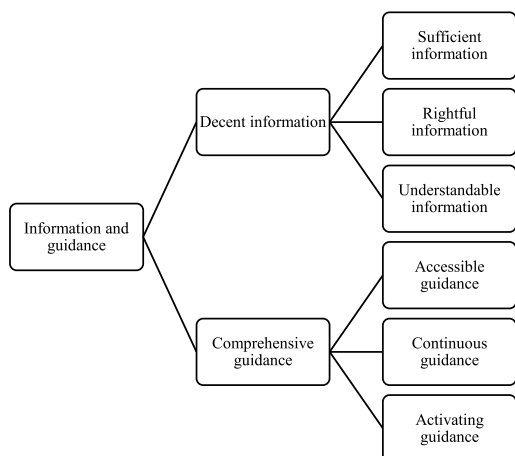 Information and
guidance
Decent information
Sufficient
information
Rightful
information
Understandable
information
Comprehensive
guidance
Accessible
guidance
Continuous
guidance
Activating
guidance